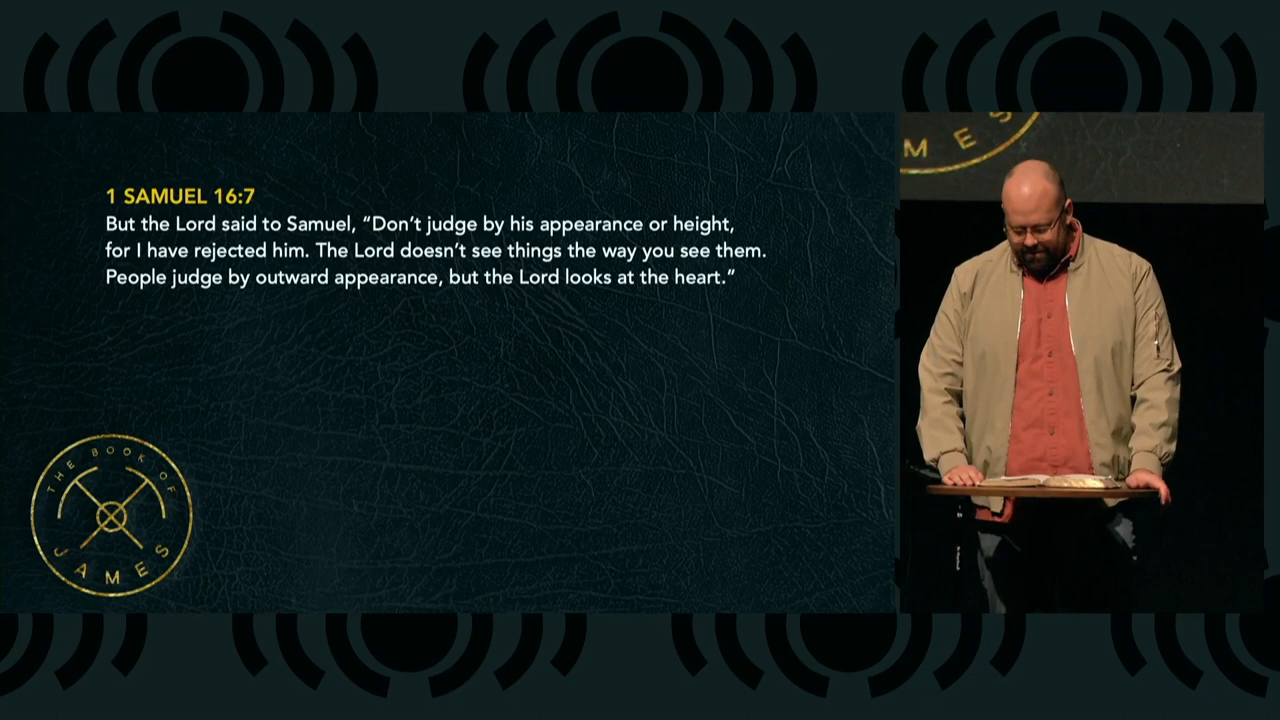 1 SAMUEL 16:7
But the Lord said to Samuel, “Don’t judge by his appearance or height,
for I have rejected him. The Lord doesn’t see things the way you see them.
People judge by outward appearance, but the Lord looks at the heart.”
THE BOOK OF
JAMES
MES